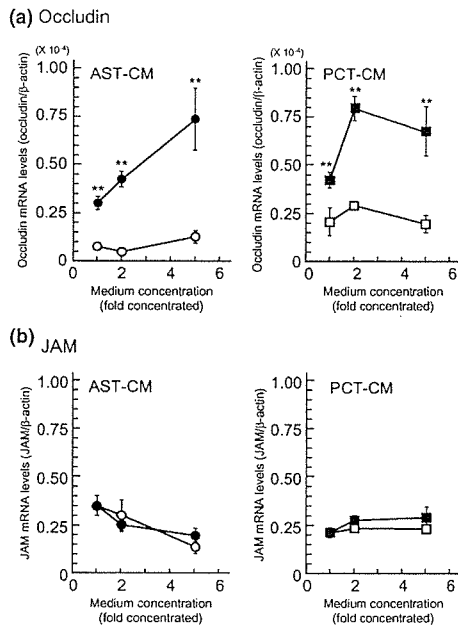 (a) Occludin
(X 10⁻⁴)
AST-CM
Occludin mRNA levels (occludin/β-actin)
1.00
0.75
0.50
0.25
0
**
**
**
0
2
4
6
Medium concentration
(fold concentrated)
(X 10⁻⁴)
PCT-CM
Occludin mRNA levels (occludin/β-actin)
1.00
0.75
0.50
0.25
0
**
**
**
0
2
4
6
Medium concentration
(fold concentrated)
(b) JAM
AST-CM
JAM mRNA levels (JAM/β-actin)
1.00
0.75
0.50
0.25
0
0
2
4
6
Medium concentration
(fold concentrated)
PCT-CM
JAM mRNA levels (JAM/β-actin)
1.00
0.75
0.50
0.25
0
0
2
4
6
Medium concentration
(fold concentrated)